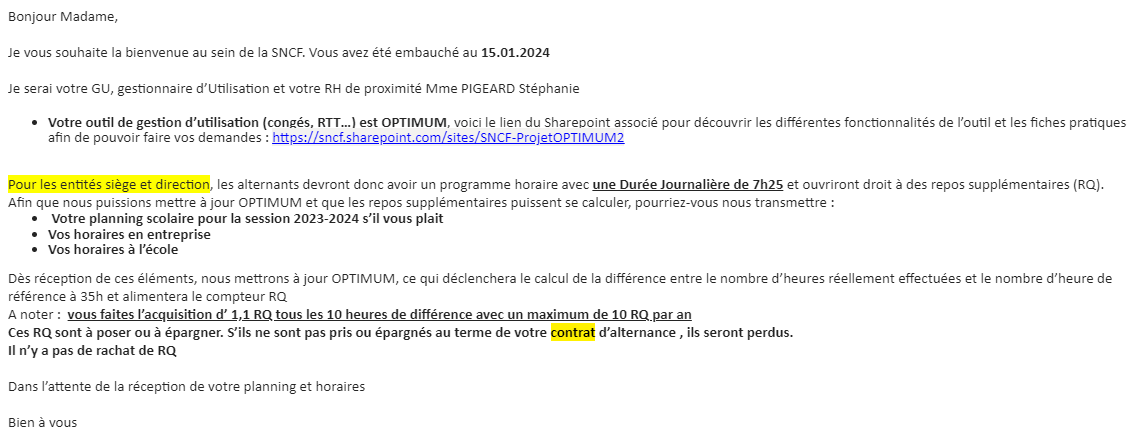 Bonjour Madame,
Je vous souhaite la bienvenue au sein de la SNCF. Vous avez été embauché au 15.01.2024
Je serai votre GU, gestionnaire d’Utilisation et votre RH de proximité Mme PIGEARD Stéphanie
• Votre outil de gestion d’utilisation (congés, RTT…) est OPTIMUM, voici le lien du Sharepoint associé pour découvrir les différentes fonctionnalités de l’outil et les fiches pratiques
afin de pouvoir faire vos demandes : https://sncf.sharepoint.com/sites/SNCF-ProjetOPTIMUM2
Pour les entités siège et direction, les alternants devront donc avoir un programme horaire avec une Durée Journalière de 7h25 et ouvriront droit à des repos supplémentaires (RQ).
Afin que nous puissions mettre à jour OPTIMUM et que les repos supplémentaires puissent se calculer, pourriez-vous nous transmettre :
• Votre planning scolaire pour la session 2023-2024 s’il vous plait
• Vos horaires en entreprise
• Vos horaires à l’école
Dès réception de ces éléments, nous mettrons à jour OPTIMUM, ce qui déclenchera le calcul de la différence entre le nombre d’heures réellement effectuées et le nombre d’heure de
référence à 35h et alimentera le compteur RQ
A noter : vous faites l’acquisition d’ 1,1 RQ tous les 10 heures de différence avec un maximum de 10 RQ par an
Ces RQ sont à poser ou à épargner. S’ils ne sont pas pris ou épargnés au terme de votre contrat d’alternance , ils seront perdus.
Il n’y a pas de rachat de RQ
Dans l’attente de la réception de votre planning et horaires
Bien à vous